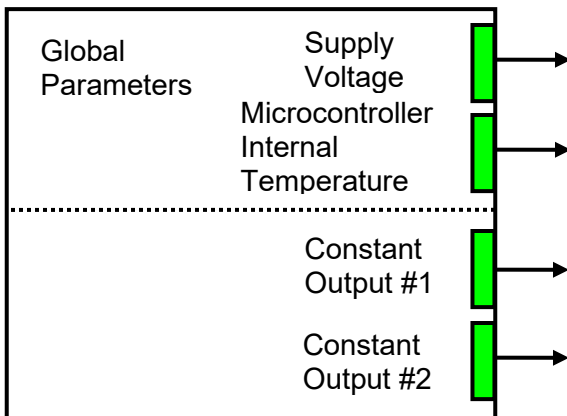 Global
Parameters
Supply
Voltage
Microcontroller
Internal
Temperature
Constant
Output #1
Constant
Output #2